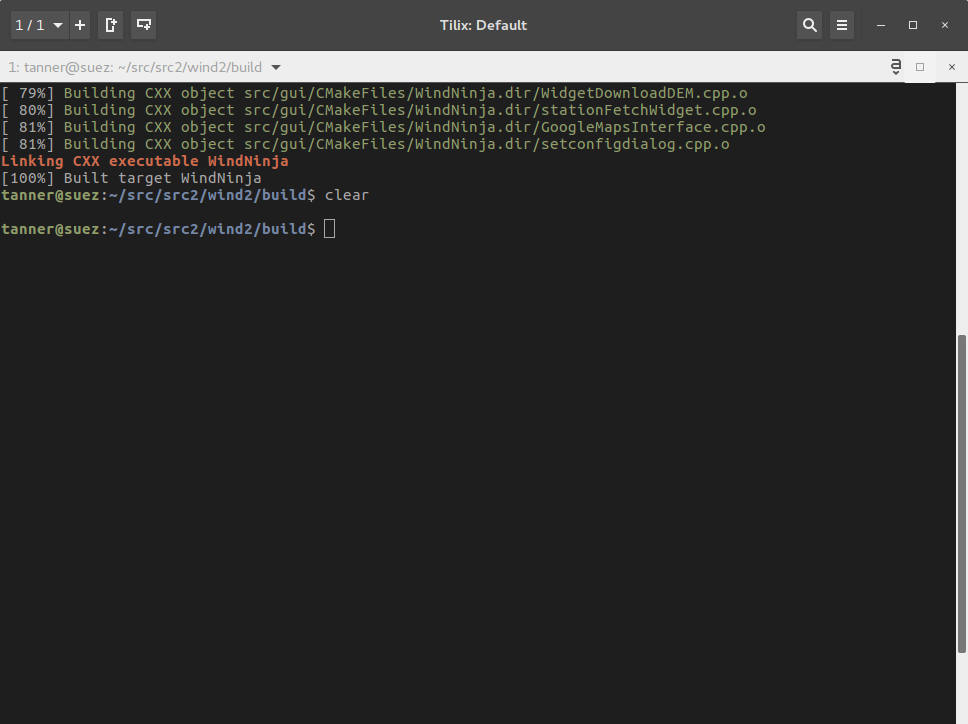 1 / 1
Tilix: Default
1: tanner@suez: ~/src/src2/wind2/build
[ 79%] Building CXX object src/gui/CMakeFiles/WindNinja.dir/WidgetDownloadDEM.cpp.o
[ 80%] Building CXX object src/gui/CMakeFiles/WindNinja.dir/stationFetchWidget.cpp.o
[ 81%] Building CXX object src/gui/CMakeFiles/WindNinja.dir/GoogleMapsInterface.cpp.o
[ 81%] Building CXX object src/gui/CMakeFiles/WindNinja.dir/setconfigdialog.cpp.o
Linking CXX executable WindNinja
[100%] Built target WindNinja
tanner@suez:~/src/src2/wind2/build$ clear
tanner@suez:~/src/src2/wind2/build$